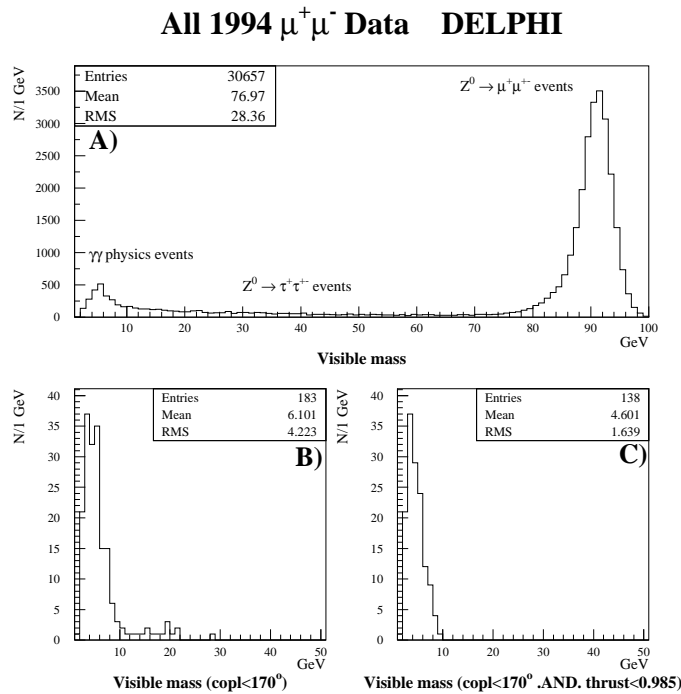 All 1994 μ⁺μ⁻ Data DELPHI
N/1 GeV
Entries 30657
Mean 76.97
RMS 28.36
A)
Z⁰ → μ⁺μ⁺⁻ events
γγ physics events
Z⁰ → τ⁺τ⁺⁻ events
3500
3000
2500
2000
1500
1000
500
0
10 20 30 40 50 60 70 80 90 100
GeV
Visible mass
N/1 GeV
Entries 183
Mean 6.101
RMS 4.223
B)
40
35
30
25
20
15
10
5
0
10 20 30 40 50
GeV
Visible mass (copl<170°)
N/1 GeV
Entries 138
Mean 4.601
RMS 1.639
C)
40
35
30
25
20
15
10
5
0
10 20 30 40 50
GeV
Visible mass (copl<170° .AND. thrust<0.985)